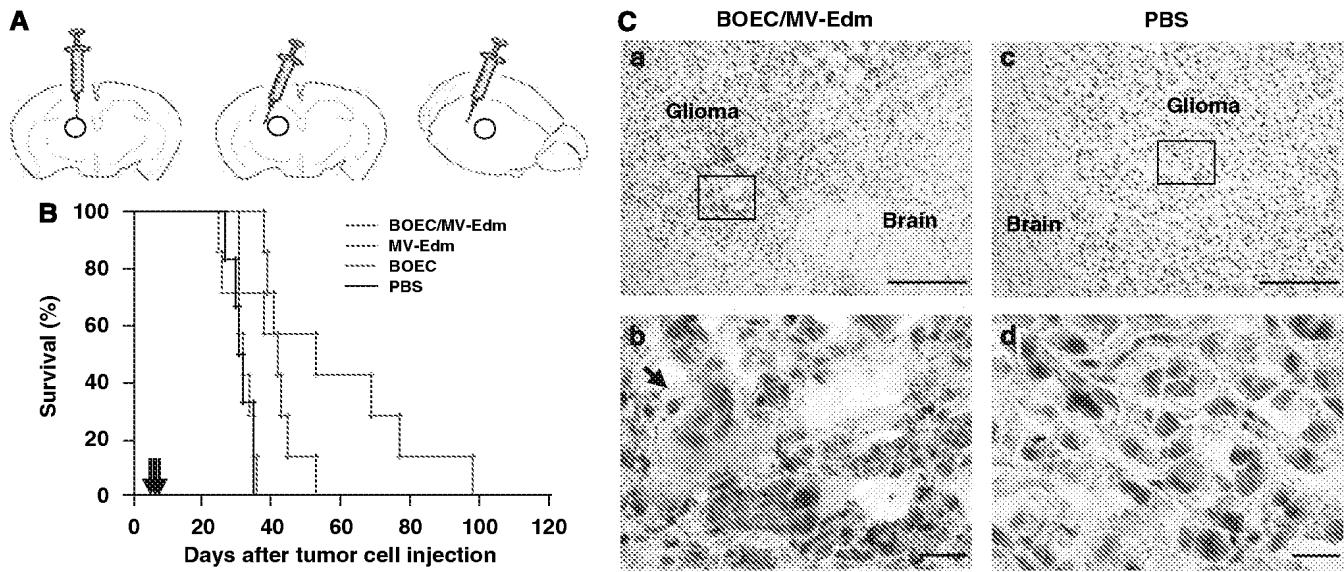 A
B
100
80
60
40
20
0
Survival (%)
BOEC/MV-Edm
MV-Edm
BOEC
PBS
0 20 40 60 80 100 120
Days after tumor cell injection
C
BOEC/MV-Edm
PBS
a
Glioma
Brain
c
Glioma
Brain
b
d